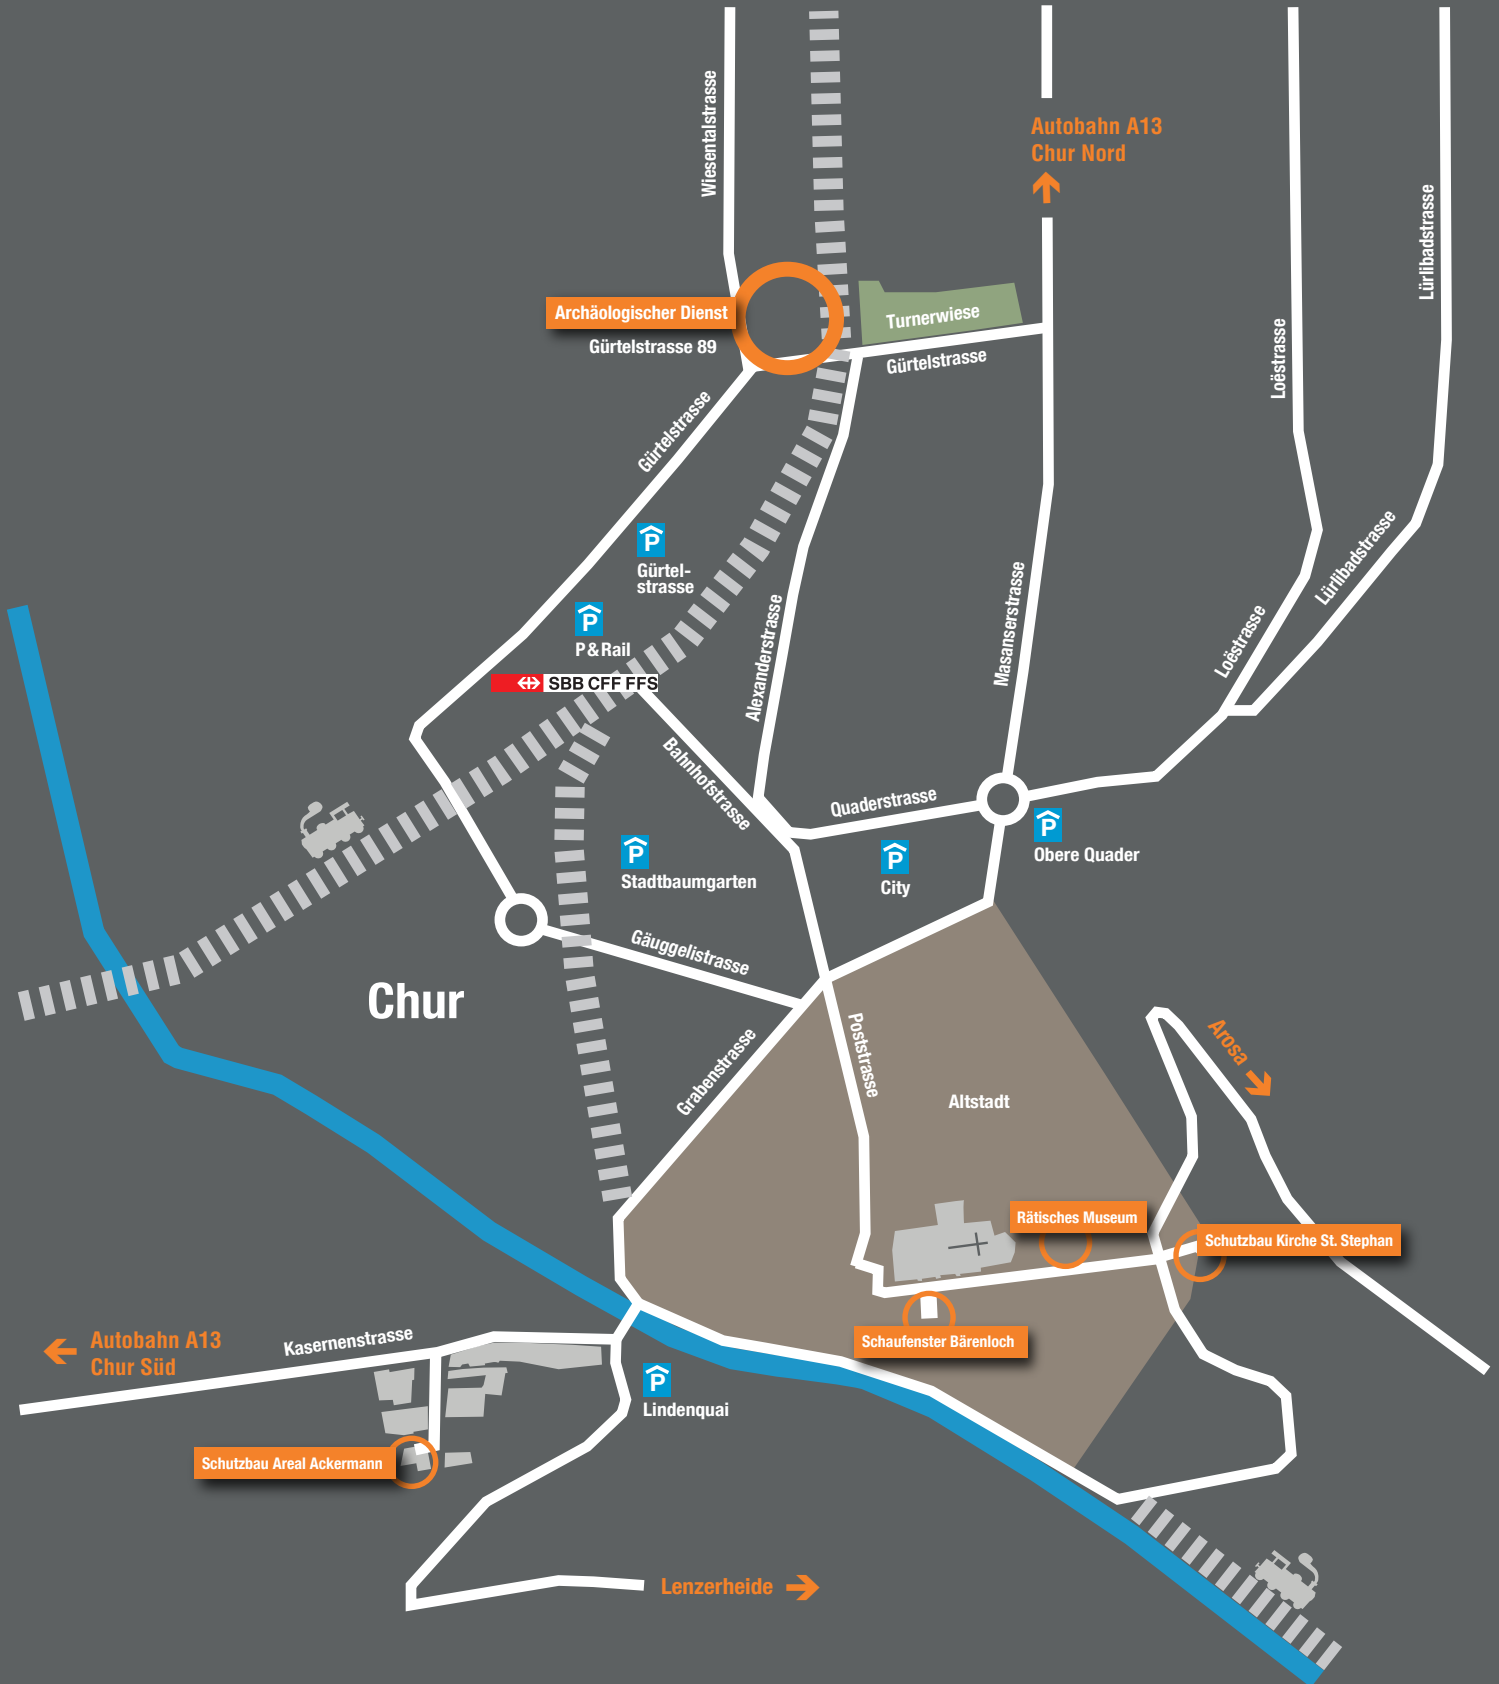 Wiesentalstrasse
Autobahn A13
Chur Nord
Lürlibadstrasse
Loëstrasse
Archäologischer Dienst
Gürtelstrasse 89
Turnerwiese
Gürtelstrasse
Gürtelstrasse
P
Gürtel-
strasse
P
P&Rail
SBB CFF FFS
Alexanderstrasse
Masanserstrasse
Loëstrasse
Lürlibadstrasse
Bahnhofstrasse
Quaderstrasse
P
Obere Quader
P
Stadtbaumgarten
P
City
Gäuggelistrasse
Chur
Grabenstrasse
Poststrasse
Altstadt
Arosa
Rätisches Museum
Schutzbau Kirche St. Stephan
Schaufenster Bärenloch
Autobahn A13
Chur Süd
Kasernenstrasse
P
Lindenquai
Schutzbau Areal Ackermann
Lenzerheide